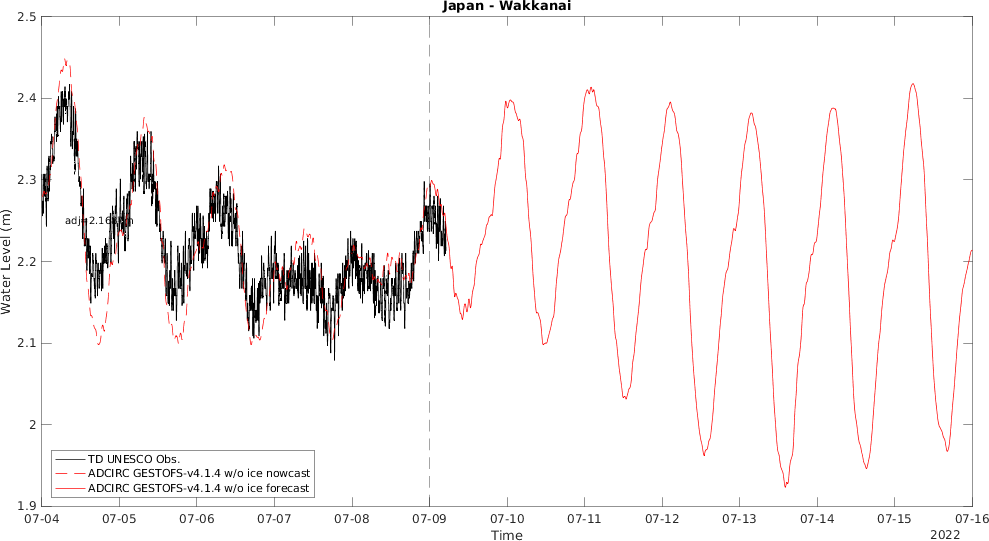 Japan - Wakkanai
2.5
2.4
2.3
2.2
2.1
2
1.9
Water Level (m)
TD UNESCO Obs.
ADCIRC GESTOFS-v4.1.4 w/o ice nowcast
ADCIRC GESTOFS-v4.1.4 w/o ice forecast
07-04 07-05 07-06 07-07 07-08 07-09 07-10 07-11 07-12 07-13 07-14 07-15 07-16
Time
2022